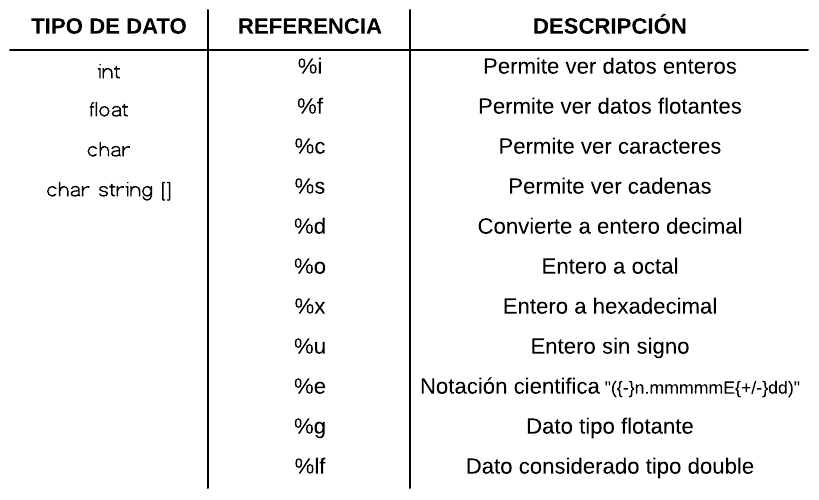 TIPO DE DATO REFERENCIA DESCRIPCIÓN
int %i Permite ver datos enteros
float %f Permite ver datos flotantes
char %c Permite ver caracteres
char string [] %s Permite ver cadenas
%d Convierte a entero decimal
%o Entero a octal
%x Entero a hexadecimal
%u Entero sin signo
%e Notación cientifica "({-}n.mmmmmE{+/-}dd)"
%g Dato tipo flotante
%lf Dato considerado tipo double